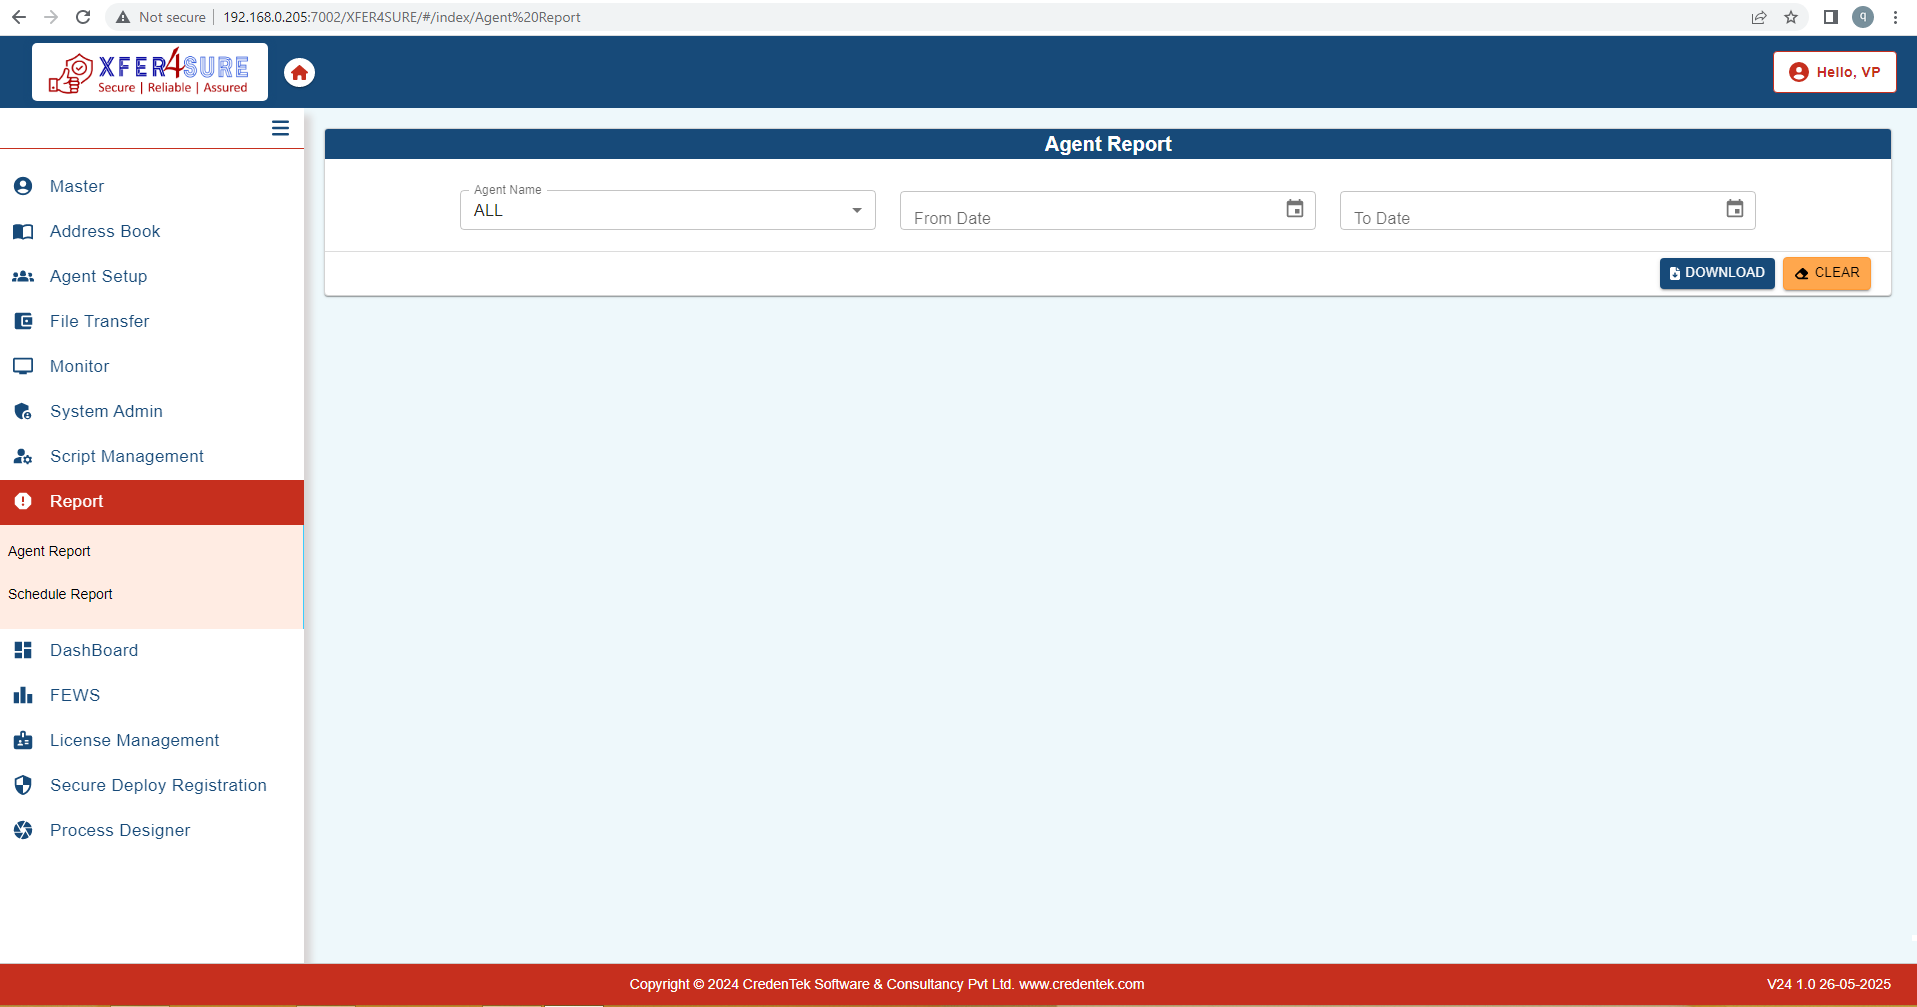 Not secure
192.168.0.205:7002/XFER4SURE/#/index/Agent%20Report
q
XFER4SURE
Secure | Reliable | Assured
Hello, VP
Master
Address Book
Agent Setup
File Transfer
Monitor
System Admin
Script Management
Report
Agent Report
Schedule Report
DashBoard
FEWS
License Management
Secure Deploy Registration
Process Designer
Agent Report
Agent Name
ALL
From Date
To Date
DOWNLOAD
CLEAR
Copyright © 2024 CredenTek Software & Consultancy Pvt Ltd. www.credentek.com
V24 1.0 26-05-2025